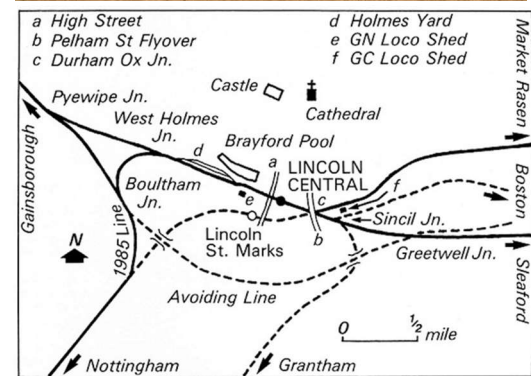 a High Street
b Pelham St Flyover
c Durham Ox Jn.
d Holmes Yard
e GN Loco Shed
f GC Loco Shed
Market Rasen
Castle
Cathedral
Pyewipe Jn.
West Holmes
Jn.
d
Brayford Pool
a
LINCOLN
CENTRAL
c
f
Boston
Gainsborough
Boultham
Jn.
e
Lincoln
St. Marks
b
Sincil Jn.
Greetwell Jn.
Sleaford
N
1985 Line
Avoiding Line
0 ½
mile
Nottingham
Grantham